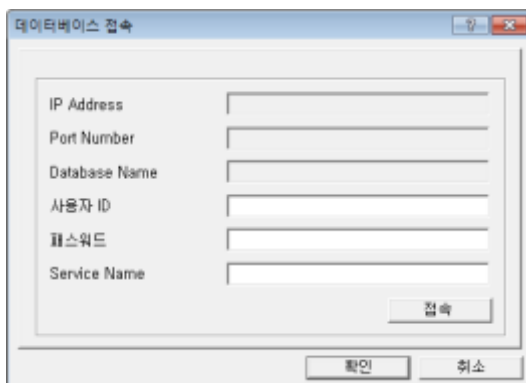 데이터베이스 접속
IP Address
Port Number
Database Name
사용자 ID
패스워드
Service Name
접속
확인
취소